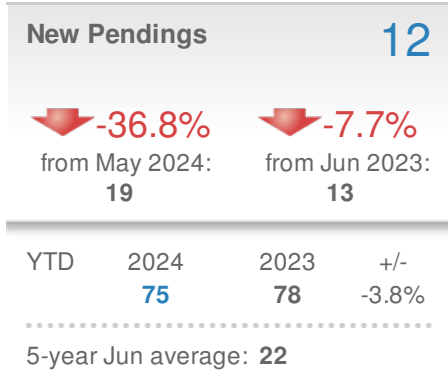 New Pendings 12
-36.8% -7.7%
from May 2024: from Jun 2023:
19 13
YTD 2024 2023 +/-
75 78 -3.8%
5-year Jun average: 22